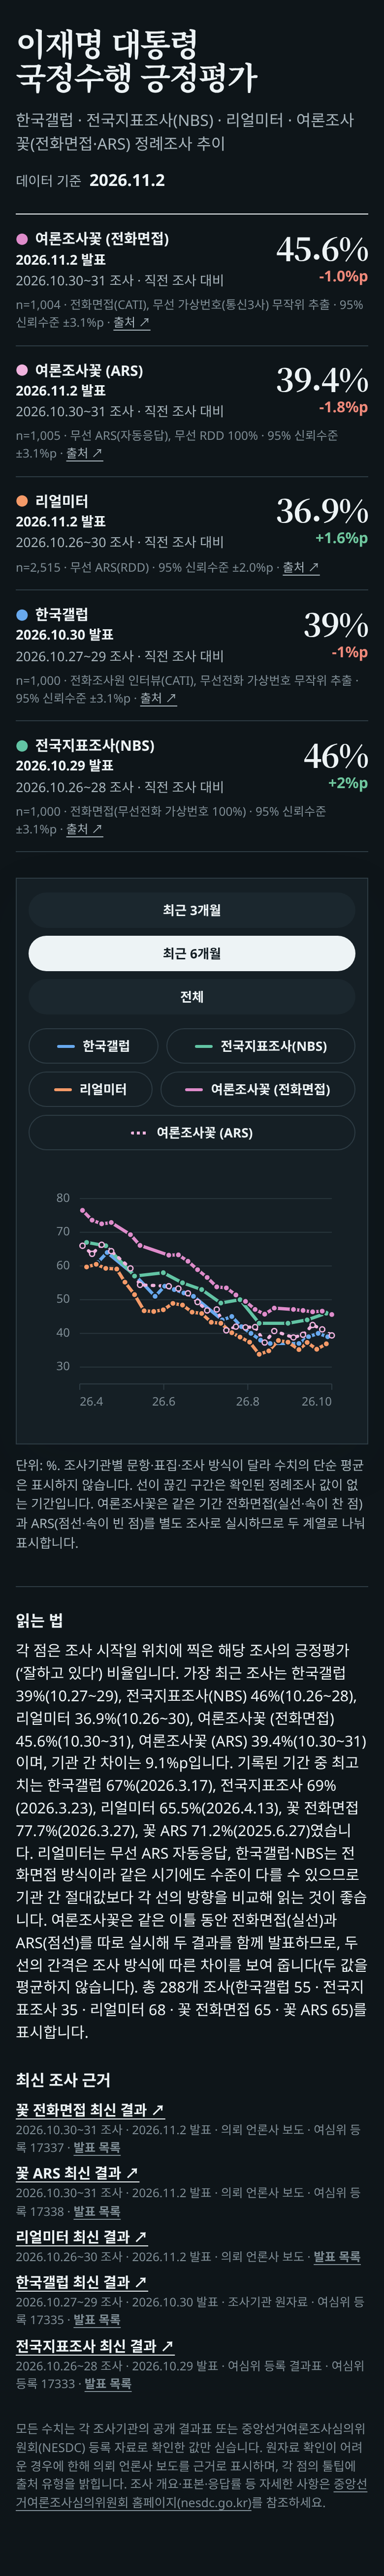 이재명 대통령
국정수행 긍정평가
한국갤럽 · 전국지표조사(NBS) · 리얼미터 · 여론조사
꽃(전화면접·ARS) 정례조사 추이
데이터 기준 2026.11.2
여론조사꽃 (전화면접)
45.6%
2026.11.2 발표
2026.10.30~31 조사 · 직전 조사 대비
-1.0%p
n=1,004 · 전화면접(CATI), 무선 가상번호(통신3사) 무작위 추출 · 95%
신뢰수준 ±3.1%p · 출처 ↗
여론조사꽃 (ARS)
39.4%
2026.11.2 발표
2026.10.30~31 조사 · 직전 조사 대비
-1.8%p
n=1,005 · 무선 ARS(자동응답), 무선 RDD 100% · 95% 신뢰수준
±3.1%p · 출처 ↗
리얼미터
36.9%
2026.11.2 발표
2026.10.26~30 조사 · 직전 조사 대비
+1.6%p
n=2,515 · 무선 ARS(RDD) · 95% 신뢰수준 ±2.0%p · 출처 ↗
한국갤럽
39%
2026.10.30 발표
2026.10.27~29 조사 · 직전 조사 대비
-1%p
n=1,000 · 전화조사원 인터뷰(CATI), 무선전화 가상번호 무작위 추출 ·
95% 신뢰수준 ±3.1%p · 출처 ↗
전국지표조사(NBS)
46%
2026.10.29 발표
2026.10.26~28 조사 · 직전 조사 대비
+2%p
n=1,000 · 전화면접(무선전화 가상번호 100%) · 95% 신뢰수준
±3.1%p · 출처 ↗
최근 3개월
최근 6개월
전체
한국갤럽
전국지표조사(NBS)
리얼미터
여론조사꽃 (전화면접)
여론조사꽃 (ARS)
80
70
60
50
40
30
26.4
26.6
26.8
26.10
단위: %. 조사기관별 문항·표집·조사 방식이 달라 수치의 단순 평균
은 표시하지 않습니다. 선이 끊긴 구간은 확인된 정례조사 값이 없
는 기간입니다. 여론조사꽃은 같은 기간 전화면접(실선·속이 찬 점)
과 ARS(점선·속이 빈 점)를 별도 조사로 실시하므로 두 계열로 나눠
표시합니다.
읽는 법
각 점은 조사 시작일 위치에 찍은 해당 조사의 긍정평가
(‘잘하고 있다’) 비율입니다. 가장 최근 조사는 한국갤럽
39%(10.27~29), 전국지표조사(NBS) 46%(10.26~28),
리얼미터 36.9%(10.26~30), 여론조사꽃 (전화면접)
45.6%(10.30~31), 여론조사꽃 (ARS) 39.4%(10.30~31)
이며, 기관 간 차이는 9.1%p입니다. 기록된 기간 중 최고
치는 한국갤럽 67%(2026.3.17), 전국지표조사 69%
(2026.3.23), 리얼미터 65.5%(2026.4.13), 꽃 전화면접
77.7%(2026.3.27), 꽃 ARS 71.2%(2025.6.27)였습니
다. 리얼미터는 무선 ARS 자동응답, 한국갤럽·NBS는 전
화면접 방식이라 같은 시기에도 수준이 다를 수 있으므로
기관 간 절대값보다 각 선의 방향을 비교해 읽는 것이 좋습
니다. 여론조사꽃은 같은 이틀 동안 전화면접(실선)과
ARS(점선)를 따로 실시해 두 결과를 함께 발표하므로, 두
선의 간격은 조사 방식에 따른 차이를 보여 줍니다(두 값을
평균하지 않습니다). 총 288개 조사(한국갤럽 55 · 전국지
표조사 35 · 리얼미터 68 · 꽃 전화면접 65 · 꽃 ARS 65)를
표시합니다.
최신 조사 근거
꽃 전화면접 최신 결과 ↗
2026.10.30~31 조사 · 2026.11.2 발표 · 의뢰 언론사 보도 · 여심위 등
록 17337 · 발표 목록
꽃 ARS 최신 결과 ↗
2026.10.30~31 조사 · 2026.11.2 발표 · 의뢰 언론사 보도 · 여심위 등
록 17338 · 발표 목록
리얼미터 최신 결과 ↗
2026.10.26~30 조사 · 2026.11.2 발표 · 의뢰 언론사 보도 · 발표 목록
한국갤럽 최신 결과 ↗
2026.10.27~29 조사 · 2026.10.30 발표 · 조사기관 원자료 · 여심위 등록
17335 · 발표 목록
전국지표조사 최신 결과 ↗
2026.10.26~28 조사 · 2026.10.29 발표 · 여심위 등록 결과표 · 여심위
등록 17333 · 발표 목록
모든 수치는 각 조사기관의 공개 결과표 또는 중앙선거여론조사심의위
원회(NESDC) 등록 자료로 확인한 값만 싣습니다. 원자료 확인이 어려
운 경우에 한해 의뢰 언론사 보도를 근거로 표시하며, 각 점의 툴팁에
출처 유형을 밝힙니다. 조사 개요·표본·응답률 등 자세한 사항은 중앙선
거여론조사심의위원회 홈페이지(nesdc.go.kr)를 참조하세요.